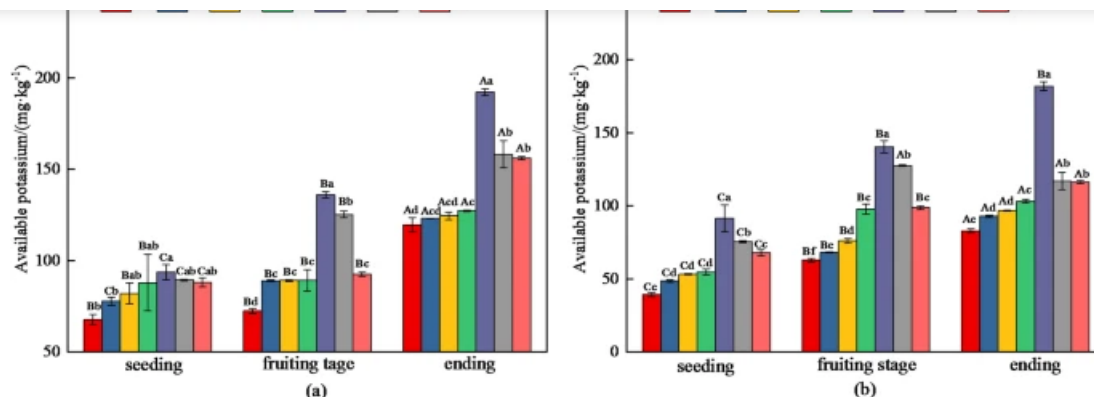 Available potassium/(mg·kg-1)
200
150
100
50
Bb
Cb
Bab
Bab
Ca
Cab
Cab
Bd
Bc
Bc
Bc
Ba
Bb
Bc
Ad
Acd
Acd
Ac
Aa
Ab
Ab
seeding
fruiting tage
ending
(a)
Available potassium/(mg·kg-1)
200
150
100
50
0
Cc
Cd
Cd
Cd
Ca
Cb
Cc
Bf
Be
Bd
Bc
Ba
Ab
Bc
Ac
Ad
Ad
Ac
Ba
Ab
Ab
seeding
fruiting stage
ending
(b)